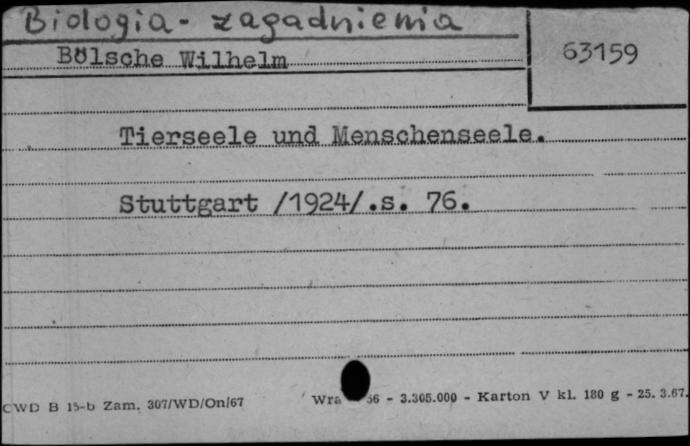 Biologia - zagadnienia
Bölsche Wilhelm
63159
Tierseele und Menschenseele.
Stuttgart /1924/.s. 76.
CWD B 15-b Zam. 307/WD/On/67
56 - 3.305.000 - Karton V kl. 180 g - 25. 3.67.